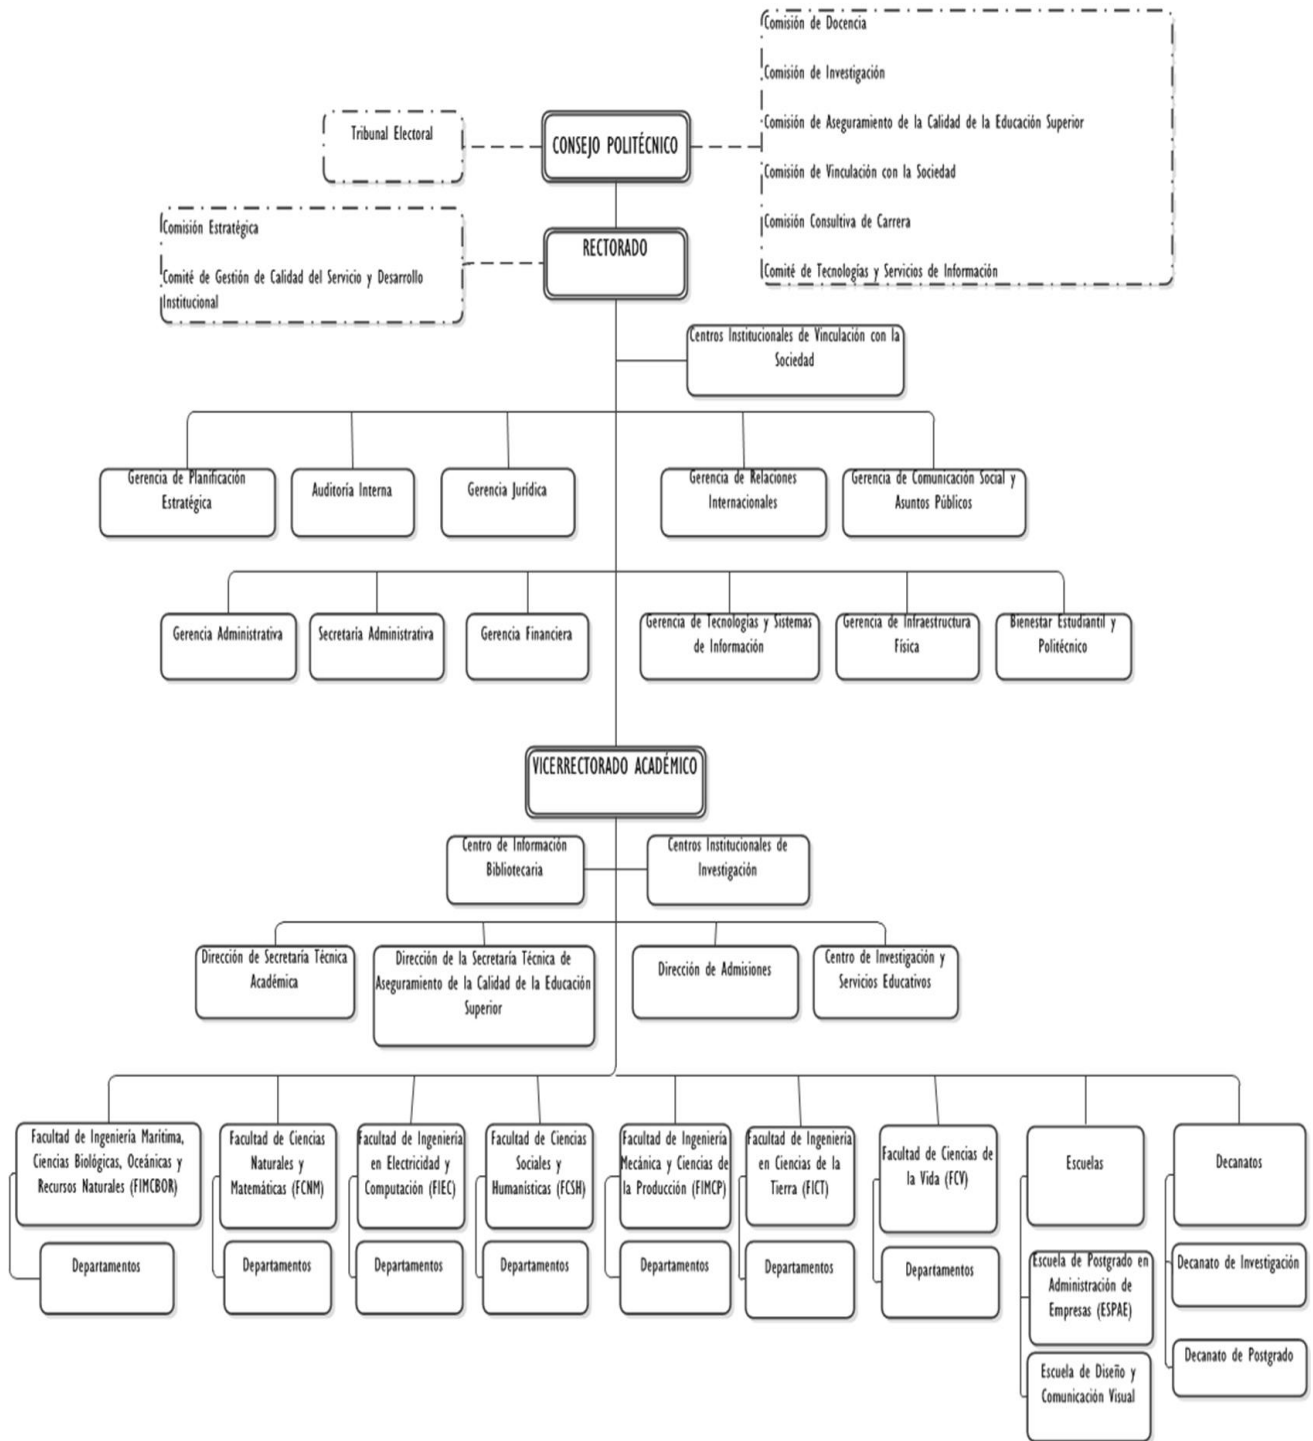 Comisión de Docencia
Comisión de Investigación
Comisión de Aseguramiento de la Calidad de la Educación Superior
Comisión de Vinculación con la Sociedad
Comisión Consultiva de Carrera
Comité de Tecnologías y Servicios de Información
Tribunal Electoral
CONSEJO POLITÉCNICO
Comisión Estratégica
Comité de Gestión de Calidad del Servicio y Desarrollo
Institucional
RECTORADO
Centros Institucionales de Vinculación con la
Sociedad
Gerencia de Planificación
Estratégica
Auditoría Interna
Gerencia Jurídica
Gerencia de Relaciones
Internacionales
Gerencia de Comunicación Social y
Asuntos Públicos
Gerencia Administrativa
Secretaría Administrativa
Gerencia Financiera
Gerencia de Tecnologías y Sistemas
de Información
Gerencia de Infraestructura
Física
Bienestar Estudiantil y
Politécnico
VICERRECTORADO ACADÉMICO
Centro de Información
Bibliotecaria
Centros Institucionales de
Investigación
Dirección de Secretaría Técnica
Académica
Dirección de la Secretaría Técnica de
Aseguramiento de la Calidad de la Educación
Superior
Dirección de Admisiones
Centro de Investigación y
Servicios Educativos
Facultad de Ingeniería Marítima,
Ciencias Biológicas, Oceánicas y
Recursos Naturales (FIMCBOR)
Facultad de Ciencias
Naturales y
Matemáticas (FCNM)
Facultad de Ingeniería
en Electricidad y
Computación (FIEC)
Facultad de Ciencias
Sociales y
Humanísticas (FCSH)
Facultad de Ingeniería
Mecánica y Ciencias de
la Producción (FIMCP)
Facultad de Ingeniería
en Ciencias de la
Tierra (FICT)
Facultad de Ciencias de
la Vida (FCV)
Escuelas
Decanatos
Departamentos
Departamentos
Departamentos
Departamentos
Departamentos
Departamentos
Departamentos
Escuela de Postgrado en
Administración de
Empresas (ESPAE)
Decanato de Investigación
Escuela de Diseño y
Comunicación Visual
Decanato de Postgrado